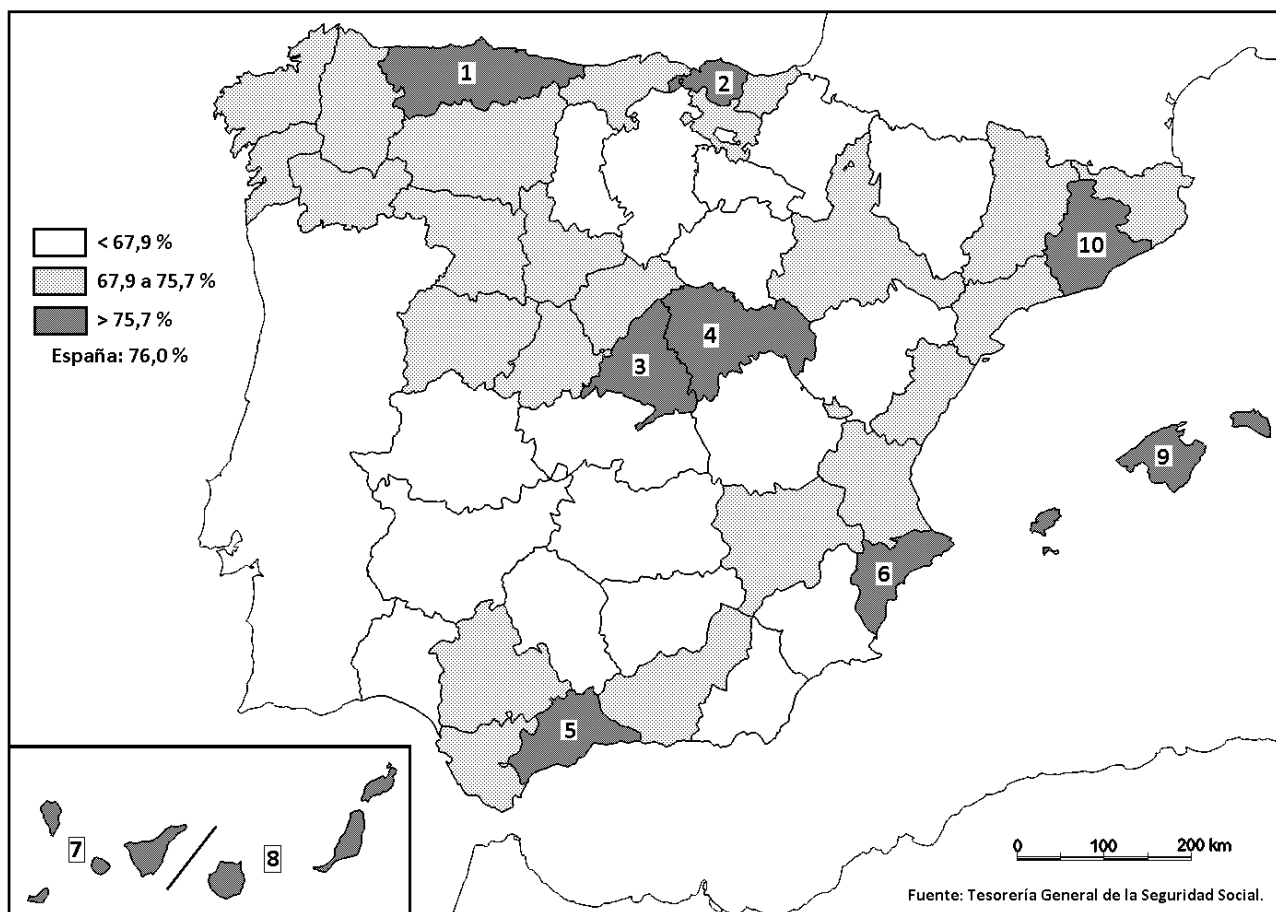 1
2
10
< 67,9 %
67,9 a 75,7 %
> 75,7 %
España: 76,0 %
4
3
9
6
5
7
8
0 100 200 km
Fuente: Tesorería General de la Seguridad Social.